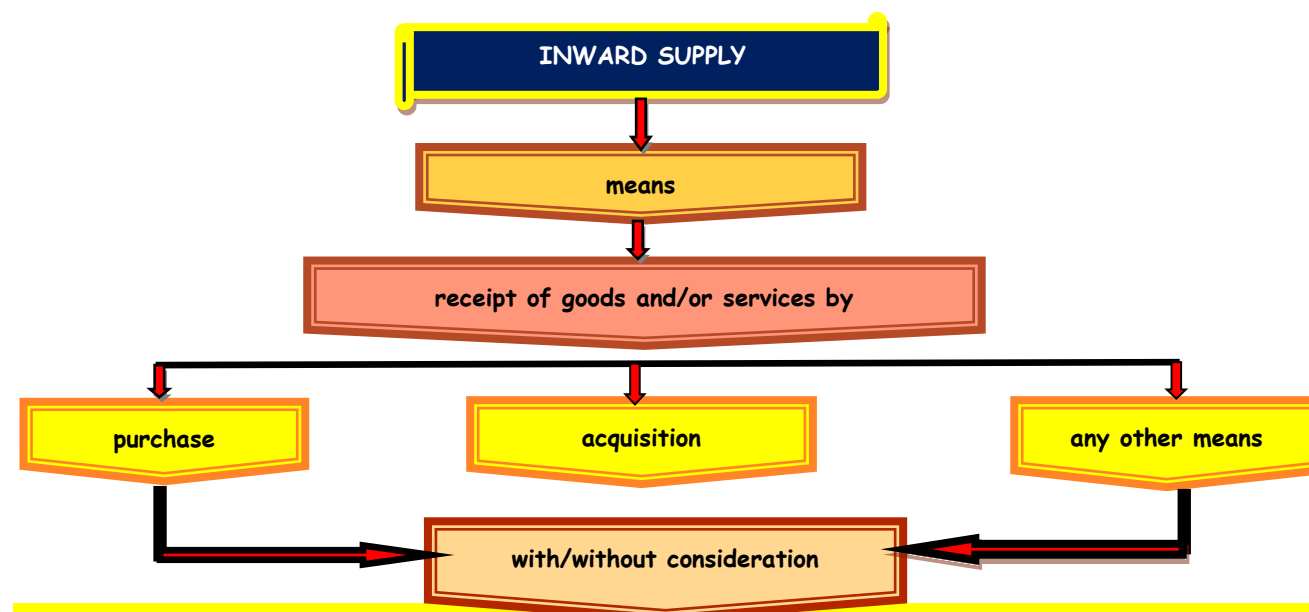 INWARD SUPPLY
means
receipt of goods and/or services by
purchase
acquisition
any other means
with/without consideration